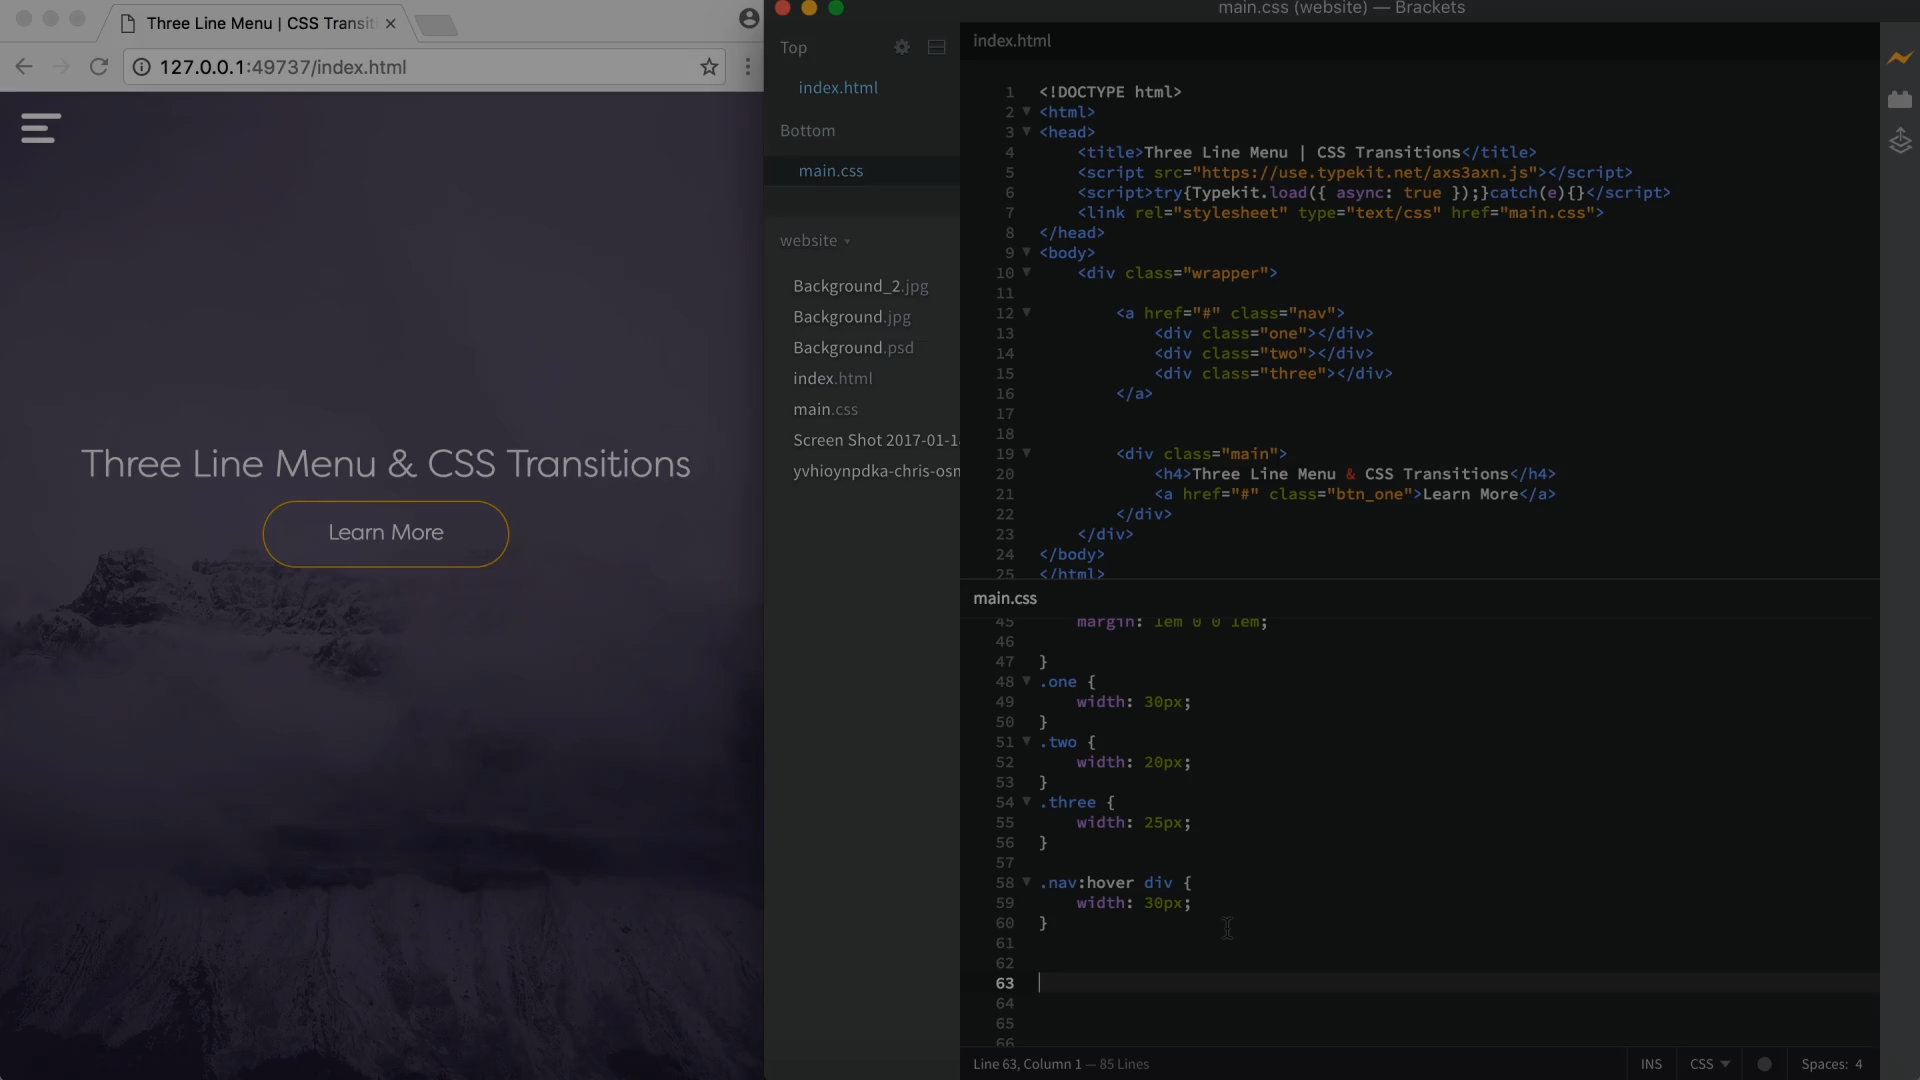 Three Line Menu | CSS Transiti
127.0.0.1:49737/index.html
Three Line Menu & CSS Transitions
Learn More
main.css (website) — Brackets
Top
index.html
Bottom
main.css
website
Background_2.jpg
Background.jpg
Background.psd
index.html
main.css
Screen Shot 2017-01-1
yvhioynpdka-chris-osn
index.html
1 <!DOCTYPE html>
2 <html>
3 <head>
4 <title>Three Line Menu | CSS Transitions</title>
5 <script src="https://use.typekit.net/axs3axn.js"></script>
6 <script>try{Typekit.load({ async: true });}catch(e){}</script>
7 <link rel="stylesheet" type="text/css" href="main.css">
8 </head>
9 <body>
10 <div class="wrapper">
11
12 <a href="#" class="nav">
13 <div class="one"></div>
14 <div class="two"></div>
15 <div class="three"></div>
16 </a>
17
18
19 <div class="main">
20 <h4>Three Line Menu & CSS Transitions</h4>
21 <a href="#" class="btn_one">Learn More</a>
22 </div>
23 </div>
24 </body>
25 </html>
main.css
45 margin: 1em 0 0 1em;
46
47 }
48 .one {
49 width: 30px;
50 }
51 .two {
52 width: 20px;
53 }
54 .three {
55 width: 25px;
56 }
57
58 .nav:hover div {
59 width: 30px;
60 }
61
62
63
64
65
66
Line 63, Column 1 — 85 Lines
INS
CSS
Spaces: 4